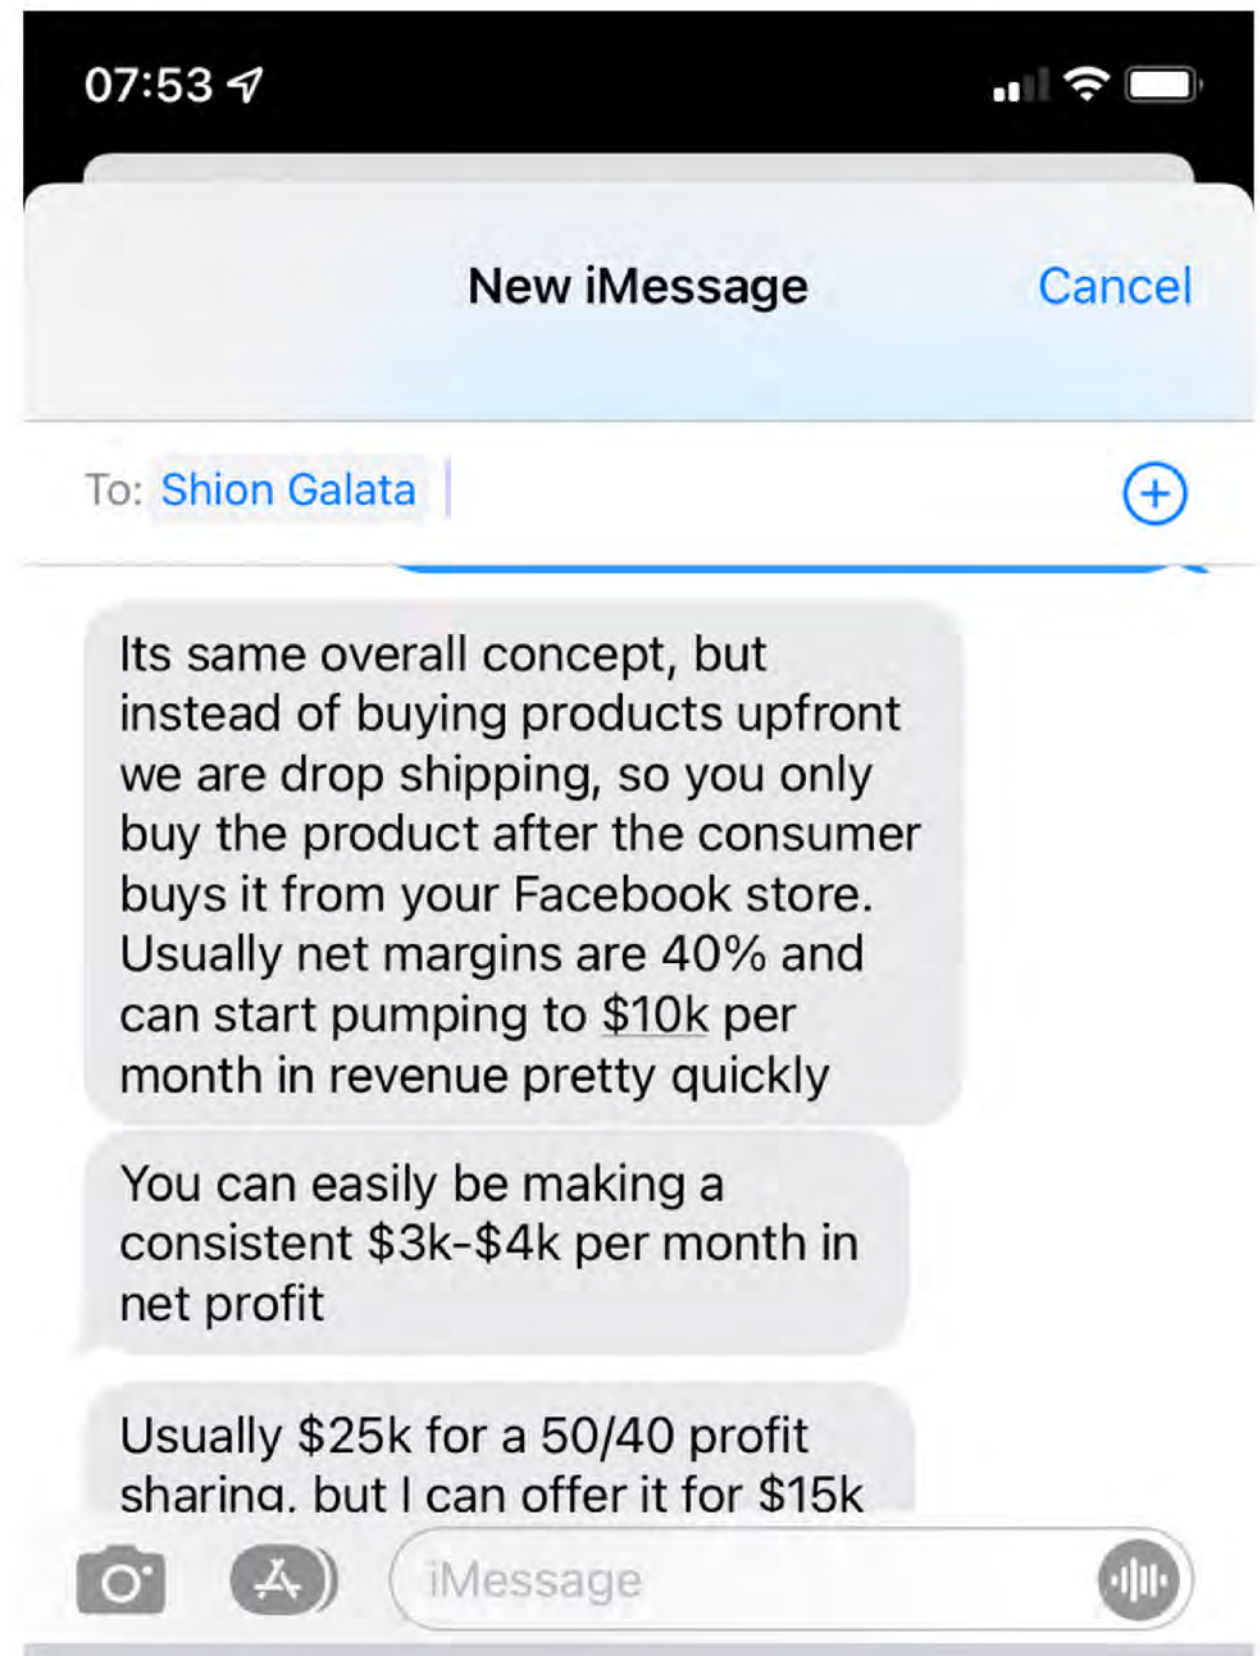 07:53
New iMessage
Cancel
To: Shion Galata
Its same overall concept, but
instead of buying products upfront
we are drop shipping, so you only
buy the product after the consumer
buys it from your Facebook store.
Usually net margins are 40% and
can start pumping to $10k per
month in revenue pretty quickly
You can easily be making a
consistent $3k-$4k per month in
net profit
Usually $25k for a 50/40 profit
sharing, but I can offer it for $15k
iMessage